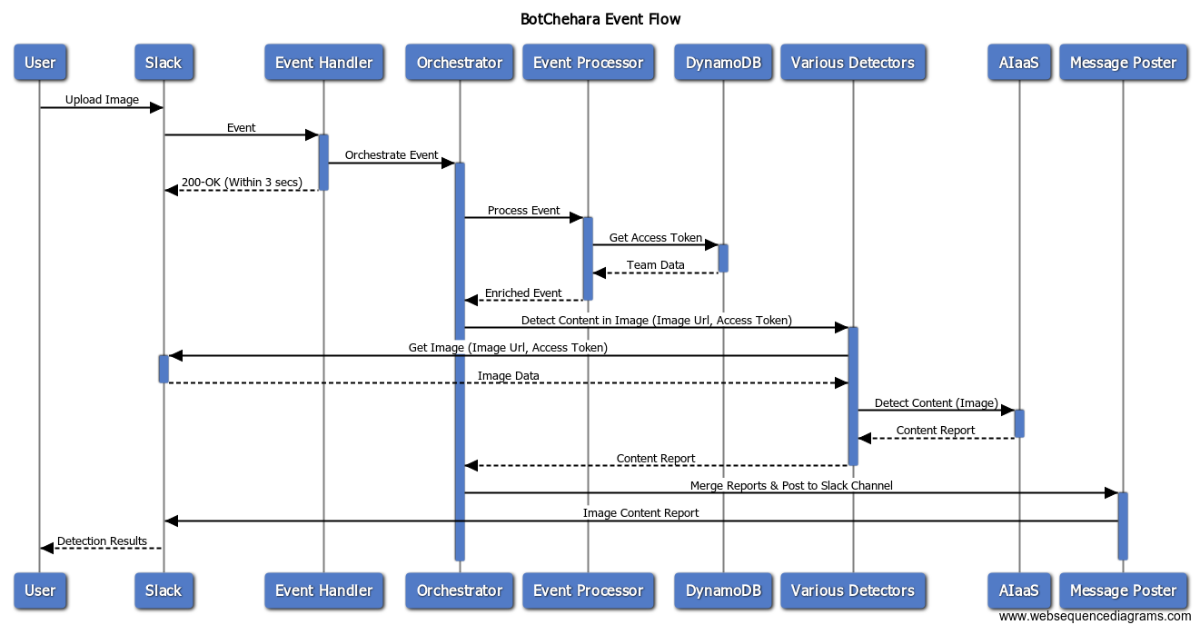 BotChehara Event Flow
User Slack Event Handler Orchestrator Event Processor DynamoDB Various Detectors AIaaS Message Poster
Upload Image
Event
Orchestrate Event
200-OK (Within 3 secs)
Process Event
Get Access Token
Team Data
Enriched Event
Detect Content in Image (Image Url, Access Token)
Get Image (Image Url, Access Token)
Image Data
Detect Content (Image)
Content Report
Content Report
Merge Reports & Post to Slack Channel
Image Content Report
Detection Results
User Slack Event Handler Orchestrator Event Processor DynamoDB Various Detectors AIaaS Message Poster
www.websequencediagrams.com